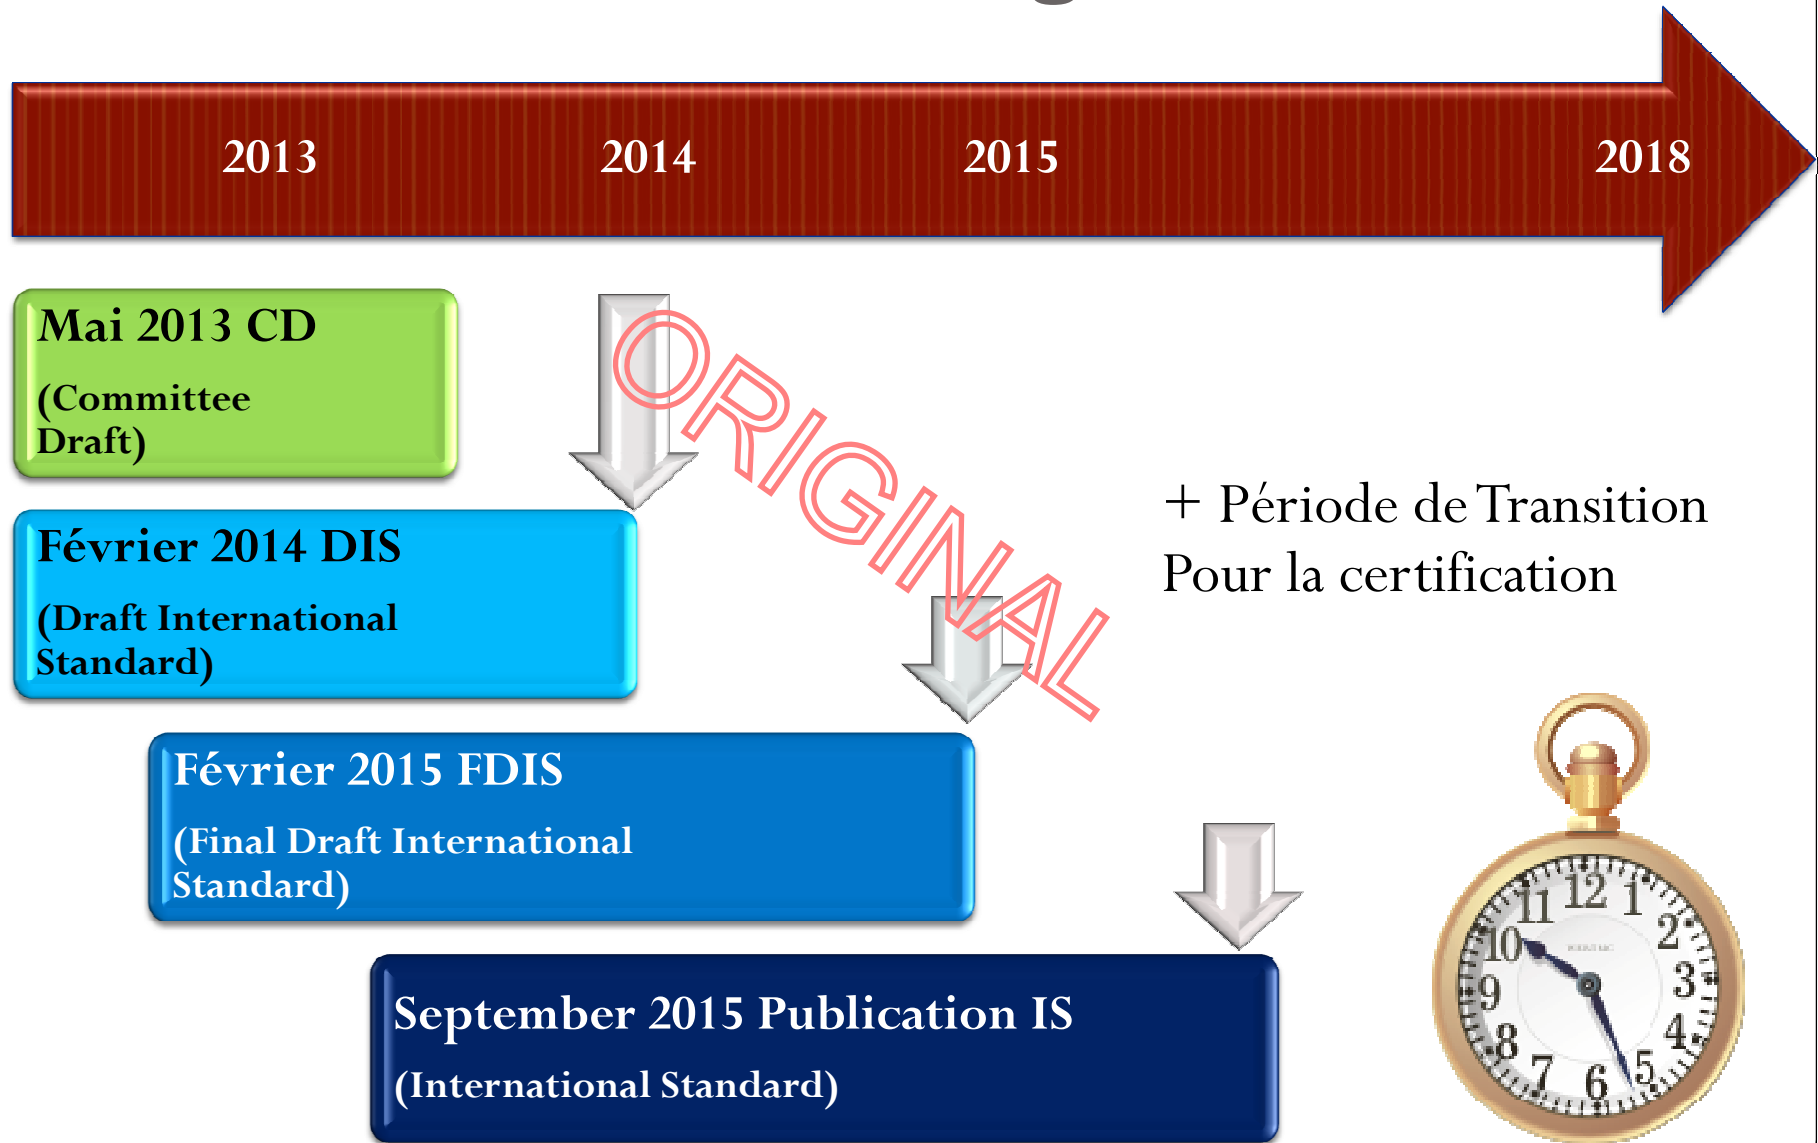 2013 2014 2015 2018
Mai 2013 CD
(Committee
Draft)
ORIGINAL
+ Période de Transition
Pour la certification
Février 2014 DIS
(Draft International
Standard)
Février 2015 FDIS
(Final Draft International
Standard)
September 2015 Publication IS
(International Standard)
12
1
2
3
4
5
6
7
8
9
10
11